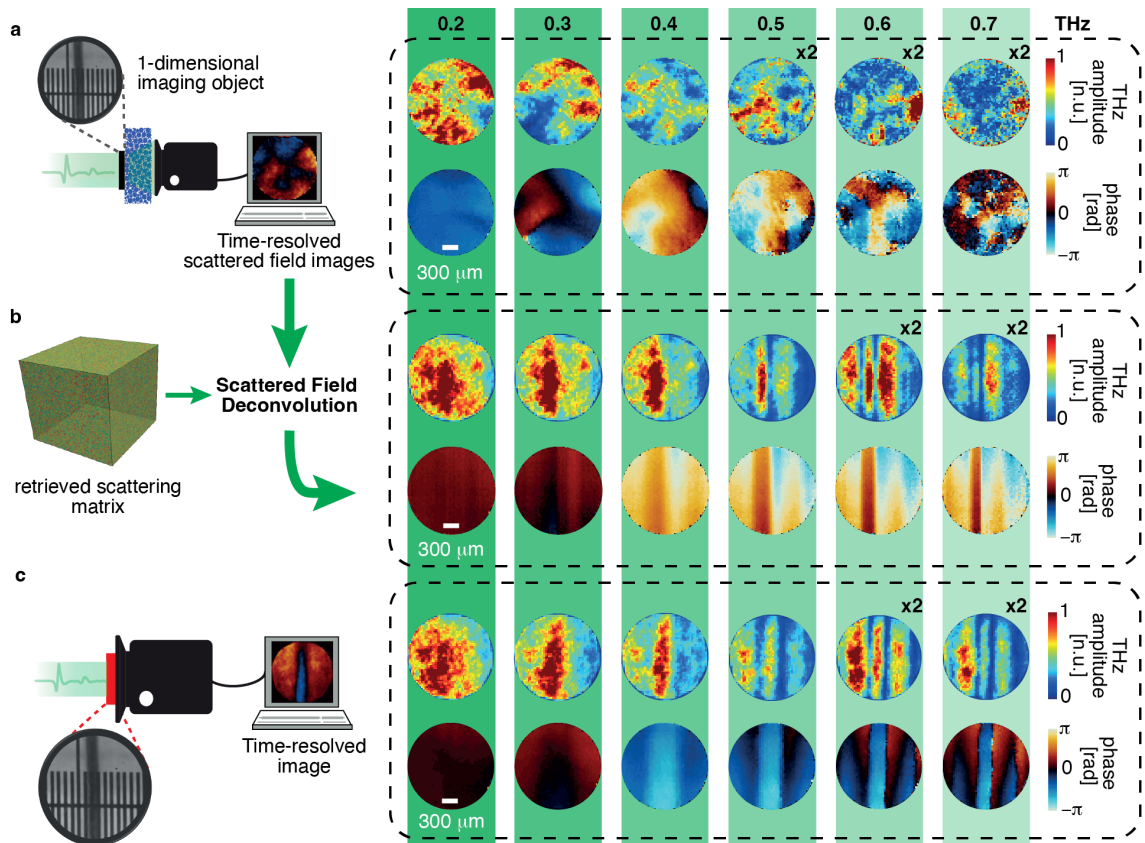 0.2 0.3 0.4 0.5 0.6 0.7 THz
a
1-dimensional
imaging object
x2 x2 x2
1
0
THz
amplitude
[n.u.]
π
0
−π
phase
[rad]
Time-resolved
scattered field images
300 μm
b
x2 x2
1
0
THz
amplitude
[n.u.]
Scattered Field
Deconvolution
retrieved scattering
matrix
π
0
−π
phase
[rad]
300 μm
c
x2 x2
1
0
THz
amplitude
[n.u.]
Time-resolved
image
π
0
−π
phase
[rad]
300 μm